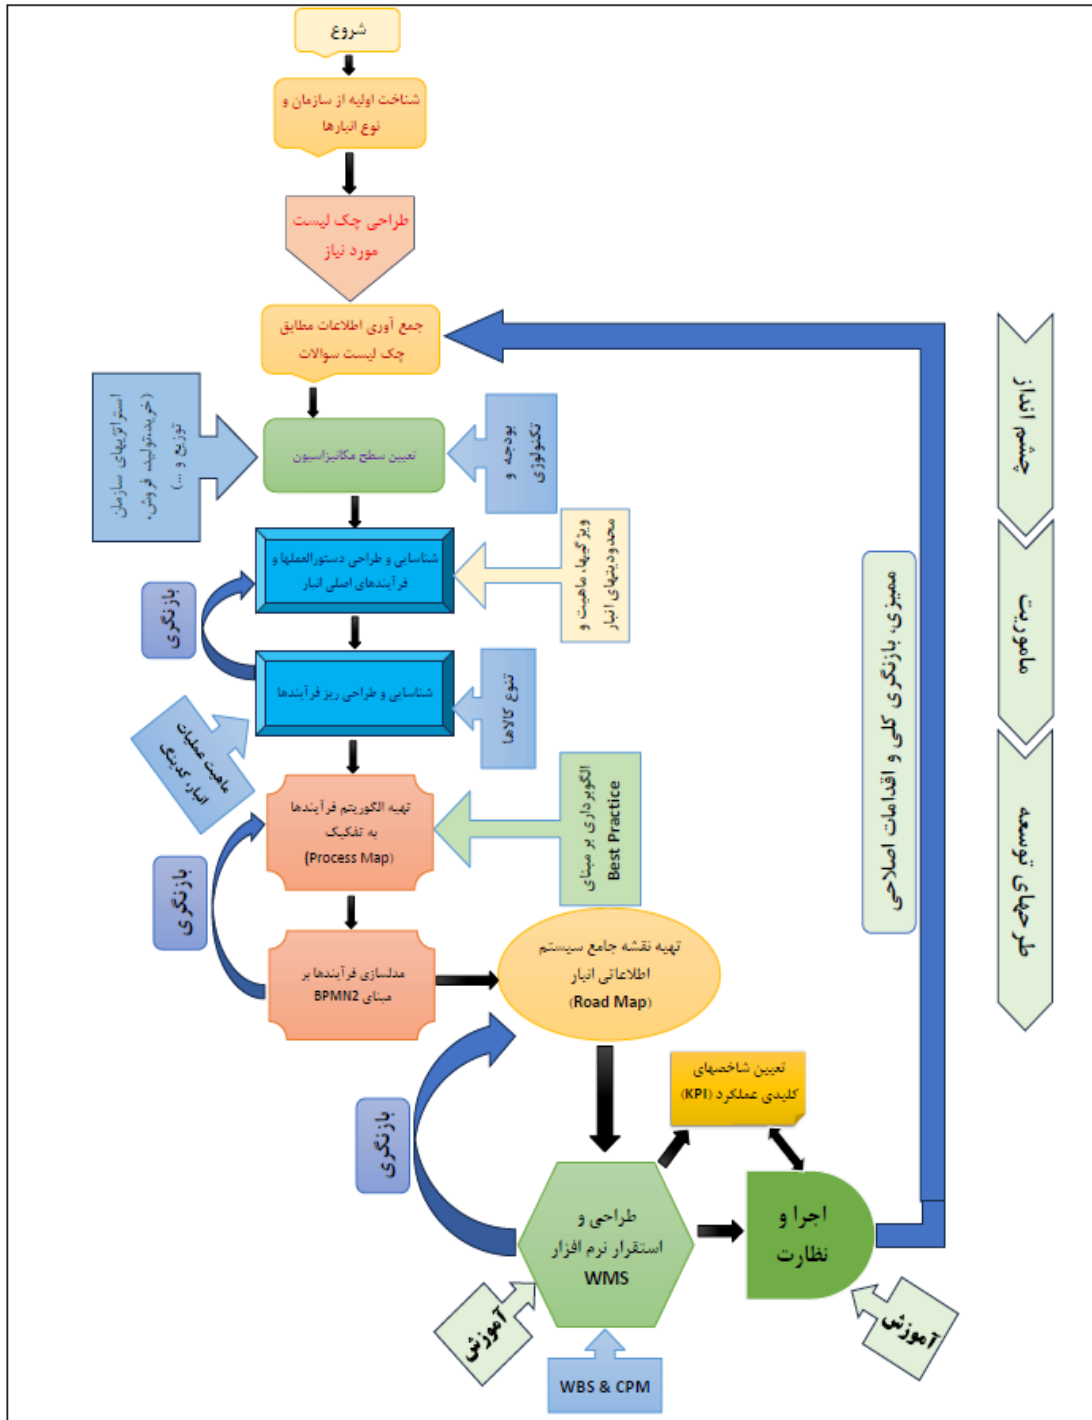 شروع
شناخت اولیه از سازمان و
نوع انبارها
طراحی چک لیست
مورد نیاز
جمع آوری اطلاعات مطابق
چک لیست سوالات
استراتژیهای سازمان
(خرید،تولید، فروش،
توزیع و ...)
تعیین سطح مکانیزاسیون
بودجه و
تکنولوژی
شناسایی و طراحی دستورالعملها و
فرآیندهای اصلی انبار
ویژگیها، ماهیت و
محدودیتهای انبار
بازنگری
شناسایی و طراحی ریز فرآیندها
تنوع کالاها
ماهیت عملیات
انبار، کدینگ
تهیه الگوریتم فرآیندها
به تفکیک
(Process Map)
الگوبرداری بر مبنای
Best Practice
بازنگری
مدلسازی فرآیندها بر
مبنای BPMN2
تهیه نقشه جامع سیستم
اطلاعاتی انبار
(Road Map)
بازنگری
تعیین شاخصهای
کلیدی عملکرد (KPI)
طراحی و
استقرار نرم افزار
WMS
اجرا و
نظارت
آموزش
آموزش
WBS & CPM
ممیزی، بازنگری کلی و اقدامات اصلاحی
چشم انداز
ماموریت
طرحهای توسعه